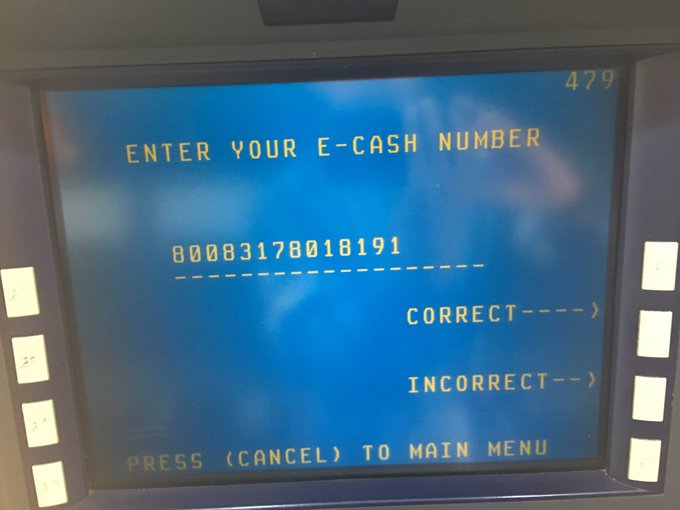 479
ENTER YOUR E-CASH NUMBER
80083178018191
-------------------
CORRECT---->
INCORRECT-->
PRESS (CANCEL) TO MAIN MENU